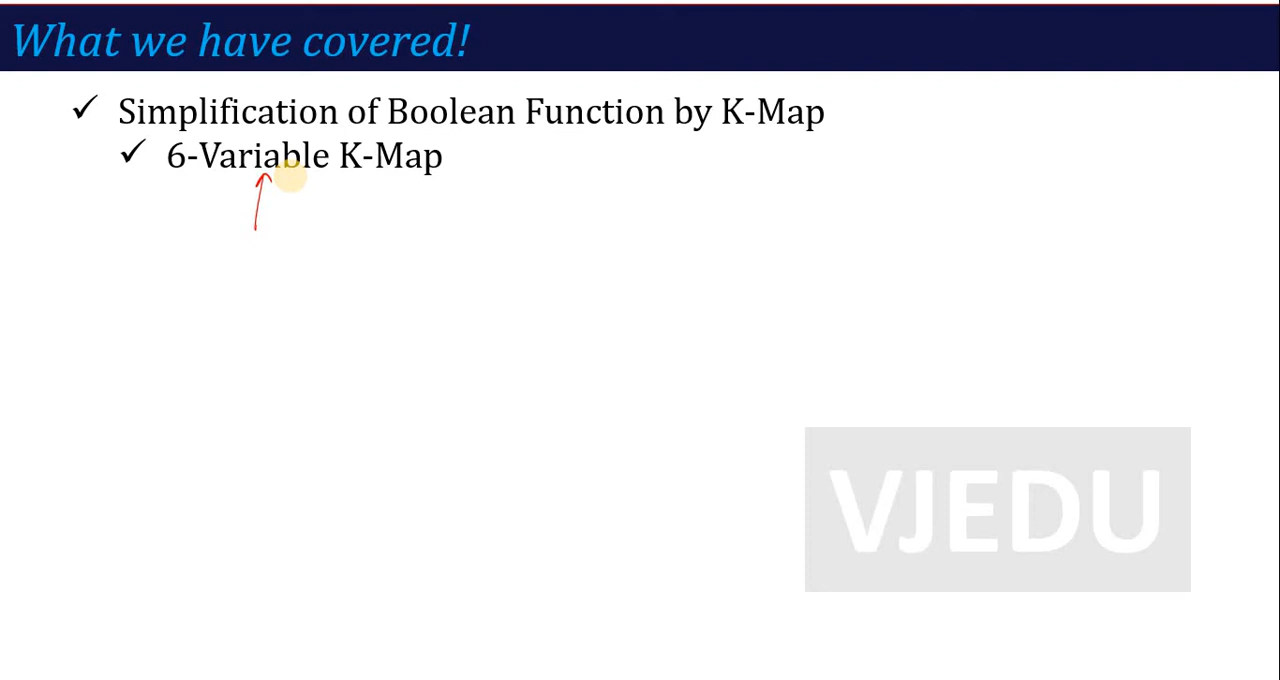 What we have covered!
✓ Simplification of Boolean Function by K-Map
✓ 6-Variable K-Map
VJEDU